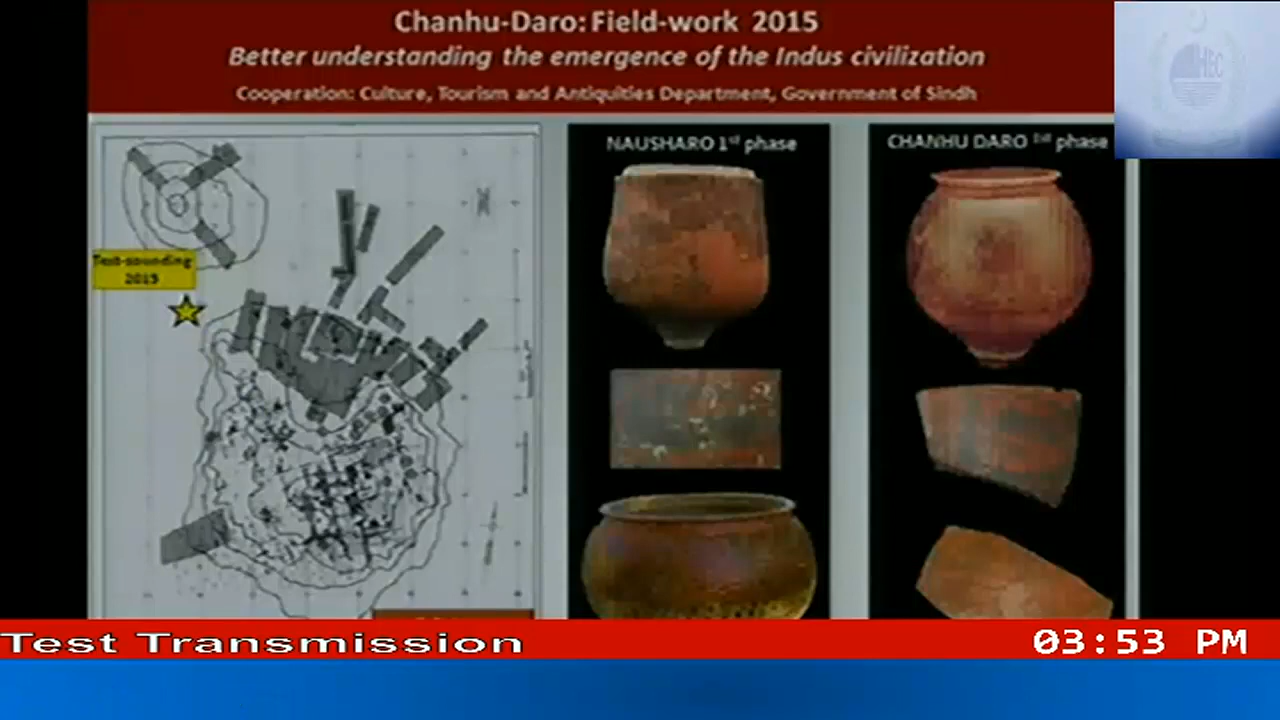 Chanhu-Daro: Field-work 2015
Better understanding the emergence of the Indus civilization
Cooperation: Culture, Tourism and Antiquities Department, Government of Sindh
HEC
Test-sounding
2015
NAUSHARO 1st phase
CHANHU DARO 1st phase
Test Transmission
03:53 PM